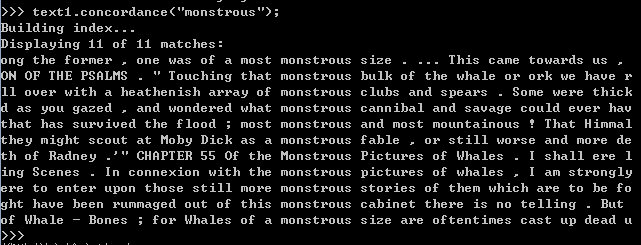 >>> text1.concordance("monstrous");
Building index...
Displaying 11 of 11 matches:
ong the former , one was of a most monstrous size . ... This came towards us ,
ON OF THE PSALMS . " Touching that monstrous bulk of the whale or ork we have r
ll over with a heathenish array of monstrous clubs and spears . Some were thick
d as you gazed , and wondered what monstrous cannibal and savage could ever hav
that has survived the flood ; most monstrous and most mountainous ! That Himmal
they might scout at Moby Dick as a monstrous fable , or still worse and more de
th of Radney .'" CHAPTER 55 Of the Monstrous Pictures of Whales . I shall ere l
ing Scenes . In connexion with the monstrous pictures of whales , I am strongly
ere to enter upon those still more monstrous stories of them which are to be fo
ght have been rummaged out of this monstrous cabinet there is no telling . But
of Whale - Bones ; for Whales of a monstrous size are oftentimes cast up dead u
>>>